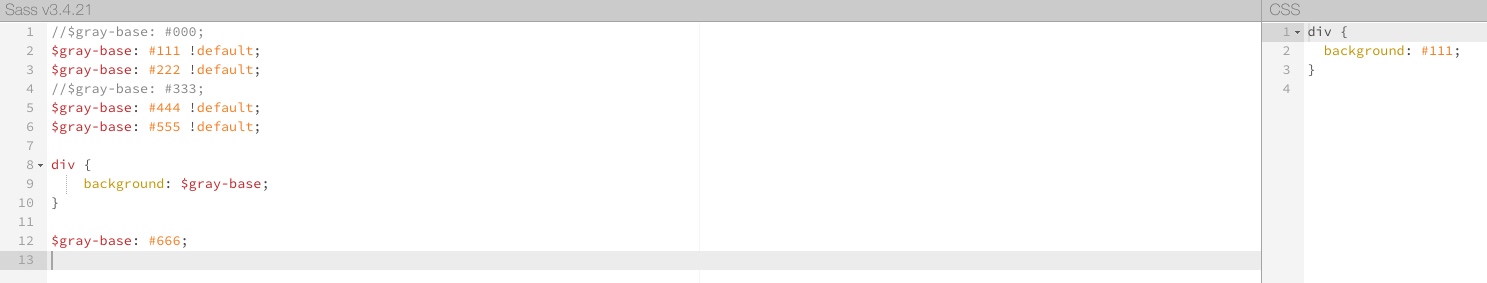 Sass v3.4.21
CSS
1 //$gray-base: #000;
2 $gray-base: #111 !default;
3 $gray-base: #222 !default;
4 //$gray-base: #333;
5 $gray-base: #444 !default;
6 $gray-base: #555 !default;
7
8 div {
9 background: $gray-base;
10 }
11
12 $gray-base: #666;
13
1 div {
2 background: #111;
3 }
4